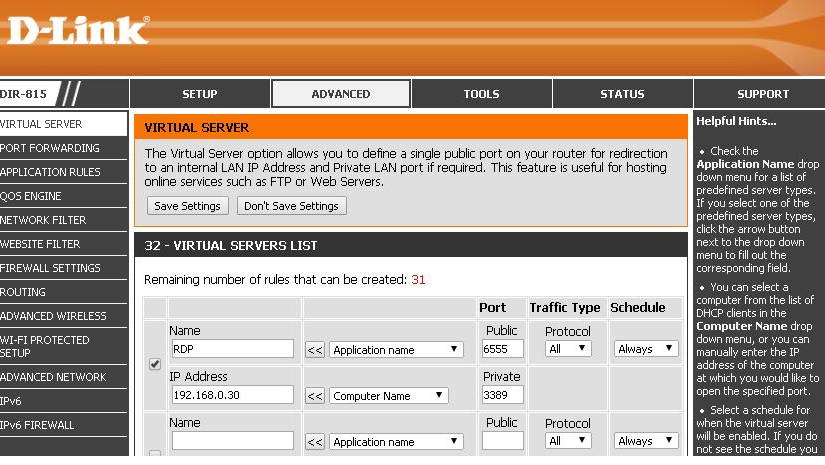 D-Link®
DIR-815 //
SETUP
ADVANCED
TOOLS
STATUS
SUPPORT
VIRTUAL SERVER
PORT FORWARDING
APPLICATION RULES
QOS ENGINE
NETWORK FILTER
WEBSITE FILTER
FIREWALL SETTINGS
ROUTING
ADVANCED WIRELESS
WI-FI PROTECTED
SETUP
ADVANCED NETWORK
IPv6
IPv6 FIREWALL
VIRTUAL SERVER
The Virtual Server option allows you to define a single public port on your router for redirection
to an internal LAN IP Address and Private LAN port if required. This feature is useful for hosting
online services such as FTP or Web Servers.
Save Settings Don't Save Settings
32 - VIRTUAL SERVERS LIST
Remaining number of rules that can be created: 31
Port Traffic Type Schedule
Name Public Protocol
RDP << Application name 6555 All Always
IP Address Private
192.168.0.30 << Computer Name 3389
Name Public Protocol
<< Application name All Always
Helpful Hints...
• Check the
Application Name drop
down menu for a list of
predefined server types.
If you select one of the
predefined server types,
click the arrow button
next to the drop down
menu to fill out the
corresponding field.
• You can select a
computer from the list of
DHCP clients in the
Computer Name drop
down menu, or you can
manually enter the IP
address of the computer
at which you would like to
open the specified port.
• Select a schedule for
when the virtual server
will be enabled. If you do
not see the schedule you